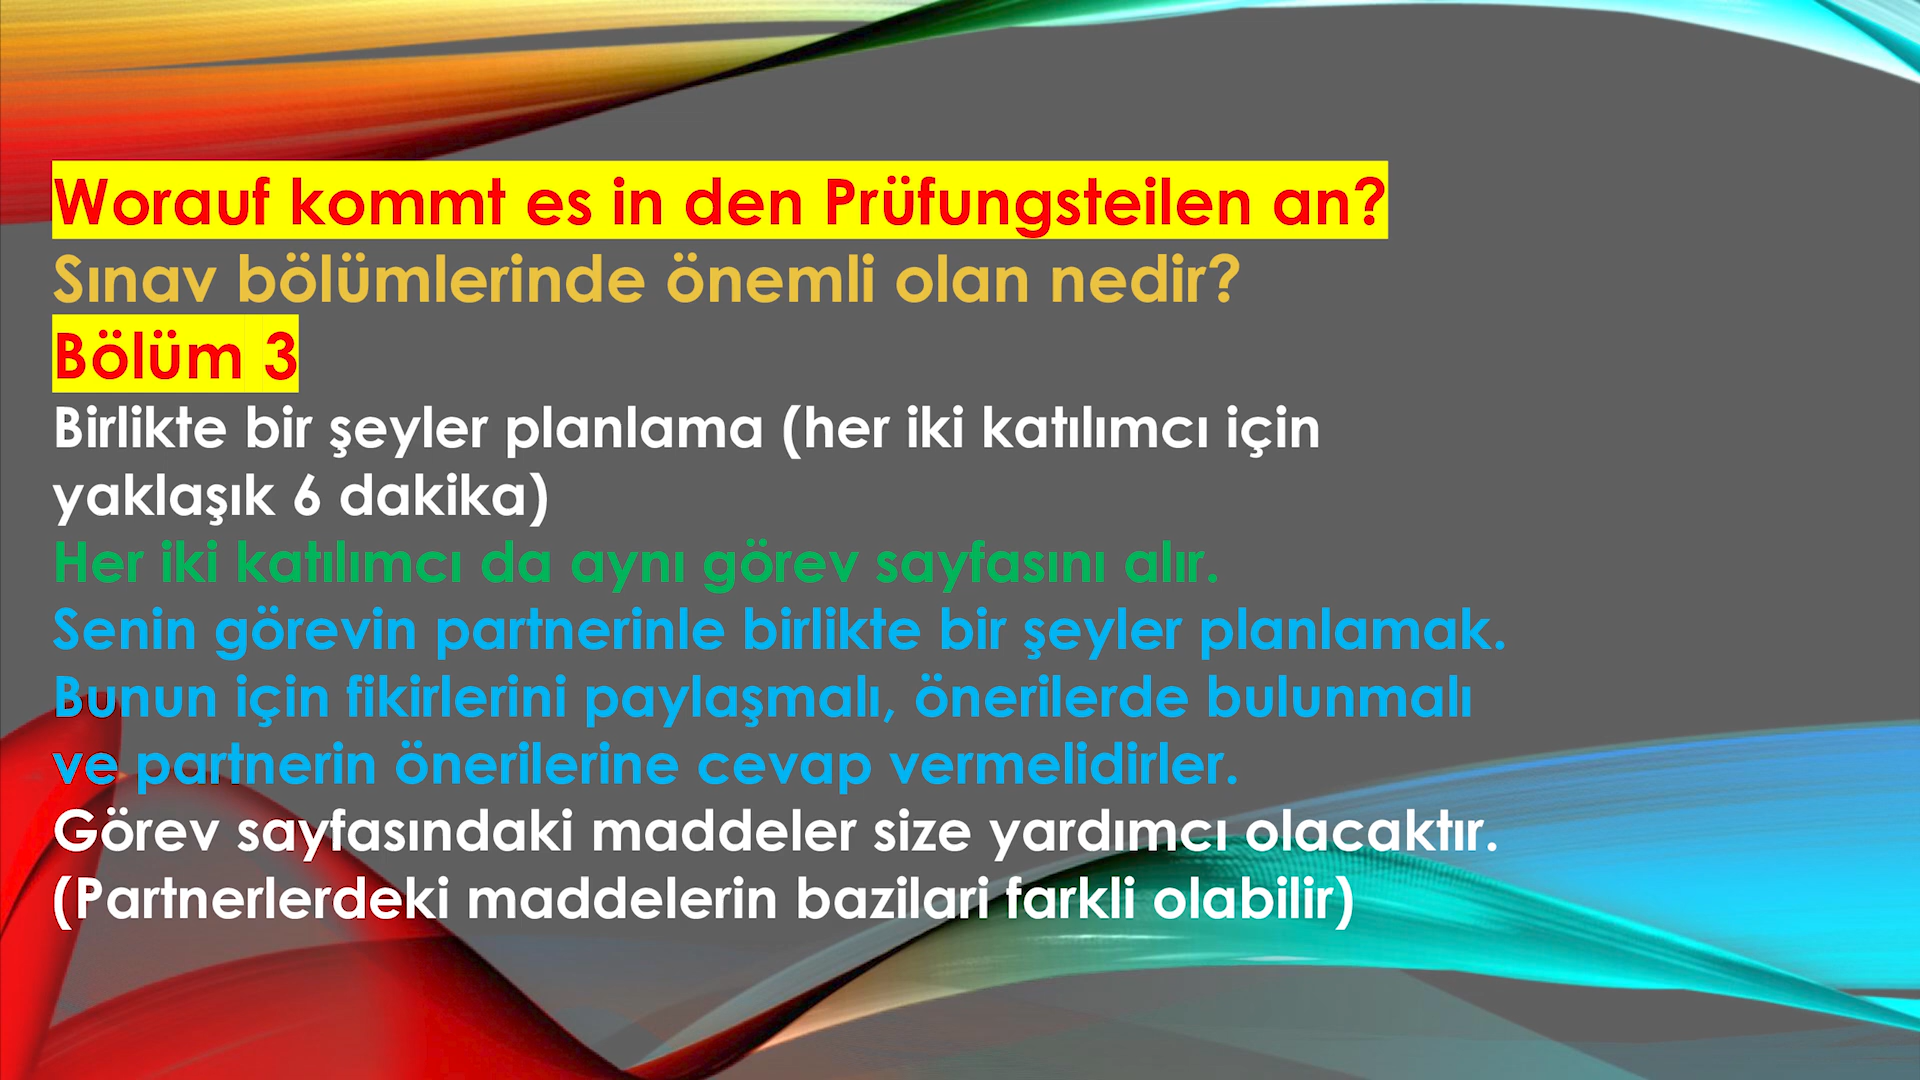 Worauf kommt es in den Prüfungsteilen an?
Sınav bölümlerinde önemli olan nedir?
Bölüm 3
Birlikte bir şeyler planlama (her iki katılımcı için
yaklaşık 6 dakika)
Her iki katılımcı da aynı görev sayfasını alır.
Senin görevin partnerinle birlikte bir şeyler planlamak.
Bunun için fikirlerini paylaşmalı, önerilerde bulunmalı
ve partnerin önerilerine cevap vermelidirler.
Görev sayfasındaki maddeler size yardımcı olacaktır.
(Partnerlerdeki maddelerin bazilari farkli olabilir)